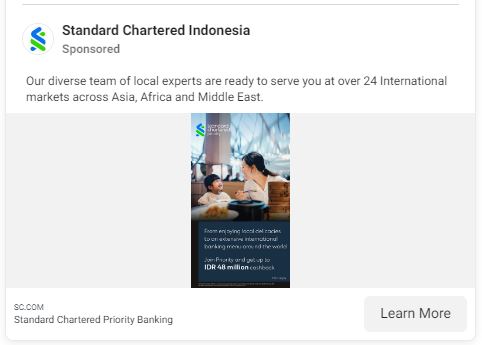 Standard Chartered Indonesia
Sponsored
Our diverse team of local experts are ready to serve you at over 24 International
markets across Asia, Africa and Middle East.
standard
chartered
From enjoying local delicacies
to an extensive international
banking menu around the world
Join Priority and get up to
IDR 48 million cashback
SC.COM
Standard Chartered Priority Banking
Learn More